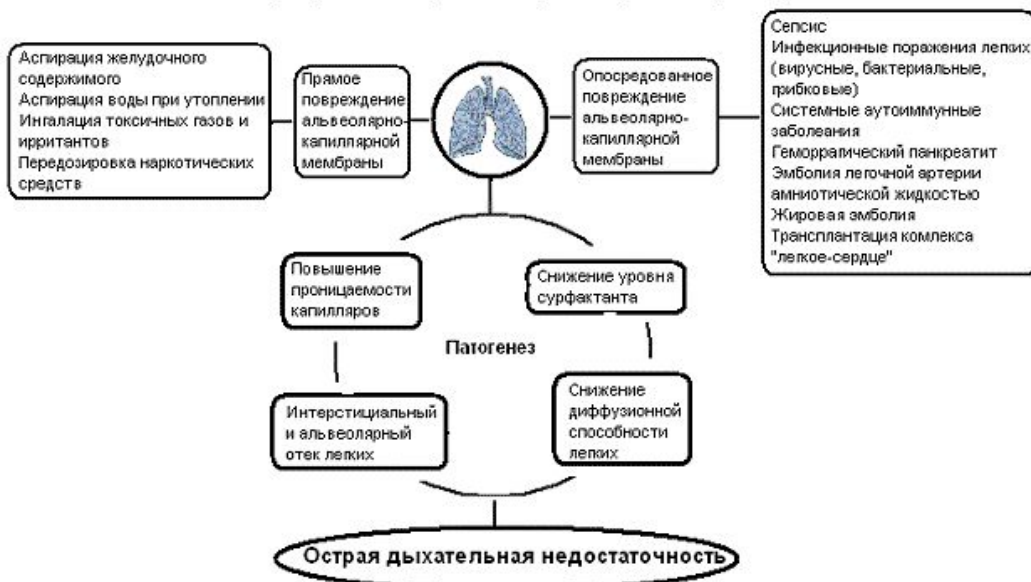 Аспирация желудочного
содержимого
Аспирация воды при утоплении
Ингаляция токсичных газов и
ирритантов
Передозировка наркотических
средств
Прямое
повреждение
альвеолярно-
капиллярной
мембраны
Опосредованное
повреждение
альвеолярно-
капиллярной
мембраны
Сепсис
Инфекционные поражения легких
(вирусные, бактериальные,
грибковые)
Системные аутоиммунные
заболеания
Геморрагический панкреатит
Эмболия легочной артерии
амниотической жидкостью
Жировая эмболия
Трансплантация комлекса
"легкое-сердце"
Повышение
проницаемости
капилляров
Снижение уровня
сурфактанта
Патогенез
Интерстициальный
и альвеолярный
отек легких
Снижение
диффузионной
способности
легких
Острая дыхательная недостаточность